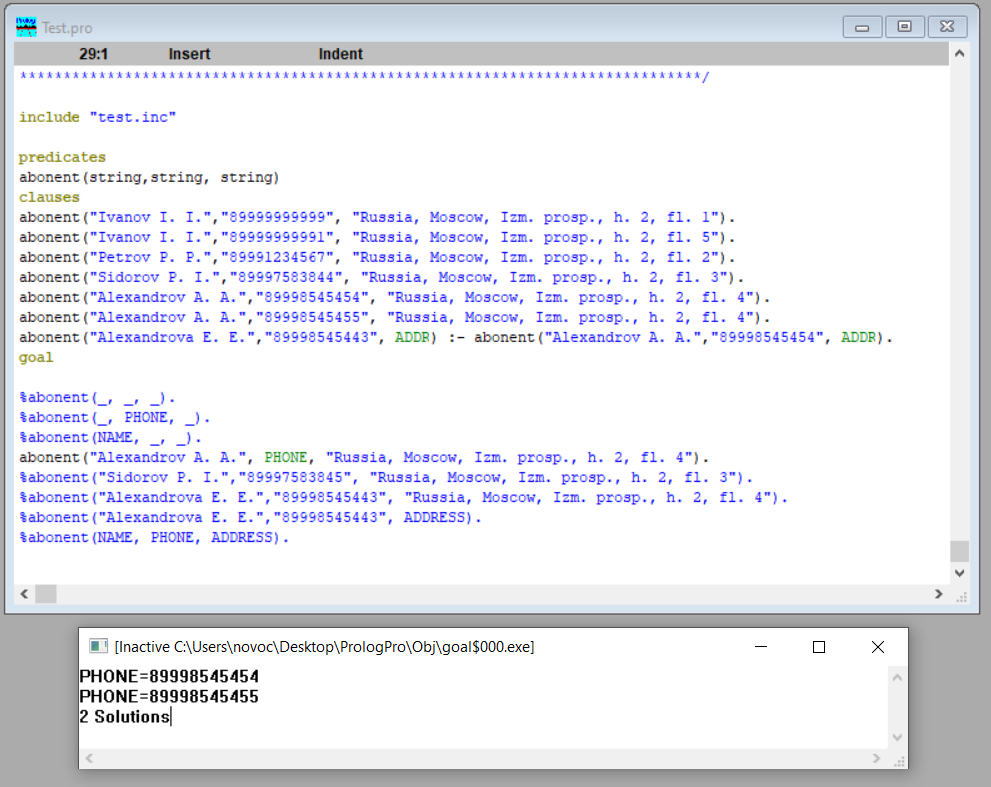 Test.pro
29:1 Insert Indent
******************************************************************************/
include "test.inc"
predicates
abonent(string,string, string)
clauses
abonent("Ivanov I. I.","89999999999", "Russia, Moscow, Izm. prosp., h. 2, fl. 1").
abonent("Ivanov I. I.","89999999991", "Russia, Moscow, Izm. prosp., h. 2, fl. 5").
abonent("Petrov P. P.","89991234567", "Russia, Moscow, Izm. prosp., h. 2, fl. 2").
abonent("Sidorov P. I.","89997583844", "Russia, Moscow, Izm. prosp., h. 2, fl. 3").
abonent("Alexandrov A. A.","89998545454", "Russia, Moscow, Izm. prosp., h. 2, fl. 4").
abonent("Alexandrov A. A.","89998545455", "Russia, Moscow, Izm. prosp., h. 2, fl. 4").
abonent("Alexandrova E. E.","89998545443", ADDR) :- abonent("Alexandrov A. A.","89998545454", ADDR).
goal
%abonent(_, _, _).
%abonent(_, PHONE, _).
%abonent(NAME, _, _).
abonent("Alexandrov A. A.", PHONE, "Russia, Moscow, Izm. prosp., h. 2, fl. 4").
%abonent("Sidorov P. I.","89997583845", "Russia, Moscow, Izm. prosp., h. 2, fl. 3").
%abonent("Alexandrova E. E.","89998545443", "Russia, Moscow, Izm. prosp., h. 2, fl. 4").
%abonent("Alexandrova E. E.","89998545443", ADDRESS).
%abonent(NAME, PHONE, ADDRESS).
[Inactive C:\Users\novoc\Desktop\PrologPro\Obj\goal$000.exe]
PHONE=89998545454
PHONE=89998545455
2 Solutions